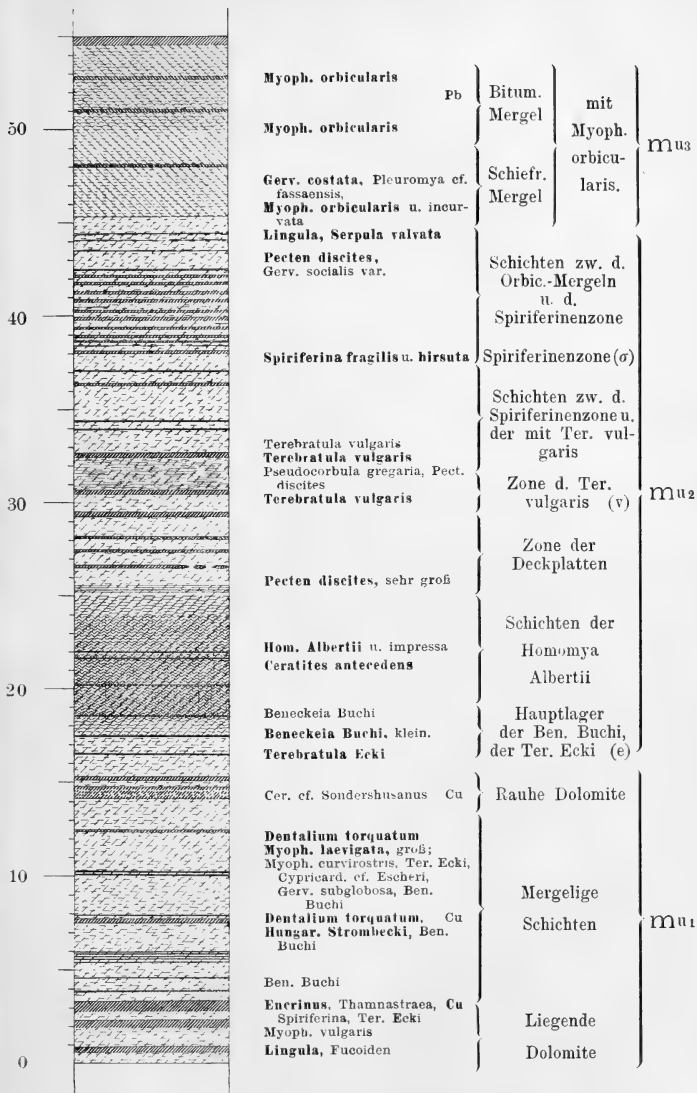 Myoph. orbicularis
Pb
Bitum.
Mergel
mit
50
Myoph. orbicularis
Myoph.
orbicu-
laris.
mu3
Gerv. costata, Pleuromya cf.
fassaensis,
Myoph. orbicularis u. incur-
vata
Schiefr.
Mergel
Lingula, Serpula valvata
Pecten discites,
Gerv. socialis var.
Schichten zw. d.
Orbic.-Mergeln
u. d.
Spiriferinenzone
40
Spiriferina fragilis u. hirsuta
Spiriferinenzone (σ)
Schichten zw. d.
Spiriferinenzone u.
der mit Ter. vul-
garis
Terebratula vulgaris
Terebratula vulgaris
Pseudocorbula gregaria, Pect.
discites
Terebratula vulgaris
30
Zone d. Ter.
vulgaris (v)
mu2
Zone der
Deckplatten
Pecten discites, sehr groß
Schichten der
Homomya
Albertii
Hom. Albertii u. impressa
Ceratites antecedens
20
Beneckeia Buchi
Beneckeia Buchi, klein.
Terebratula Ecki
Hauptlager
der Ben. Buchi,
der Ter. Ecki (e)
Cer. cf. Sondershusanus Cu
Rauhe Dolomite
Dentalium torquatum
Myoph. laevigata, groß;
Myoph. curvirostris, Ter. Ecki,
Cypricard. cf. Escheri,
Gerv. subglobosa, Ben.
Buchi
10
Dentalium torquatum, Cu
Hungar. Strombecki, Ben.
Buchi
Mergelige
Schichten
mu1
Ben. Buchi
Encrinus, Thamnastraea, Cu
Spiriferina, Ter. Ecki
Myoph. vulgaris
Lingula, Fucoiden
Liegende
Dolomite
0